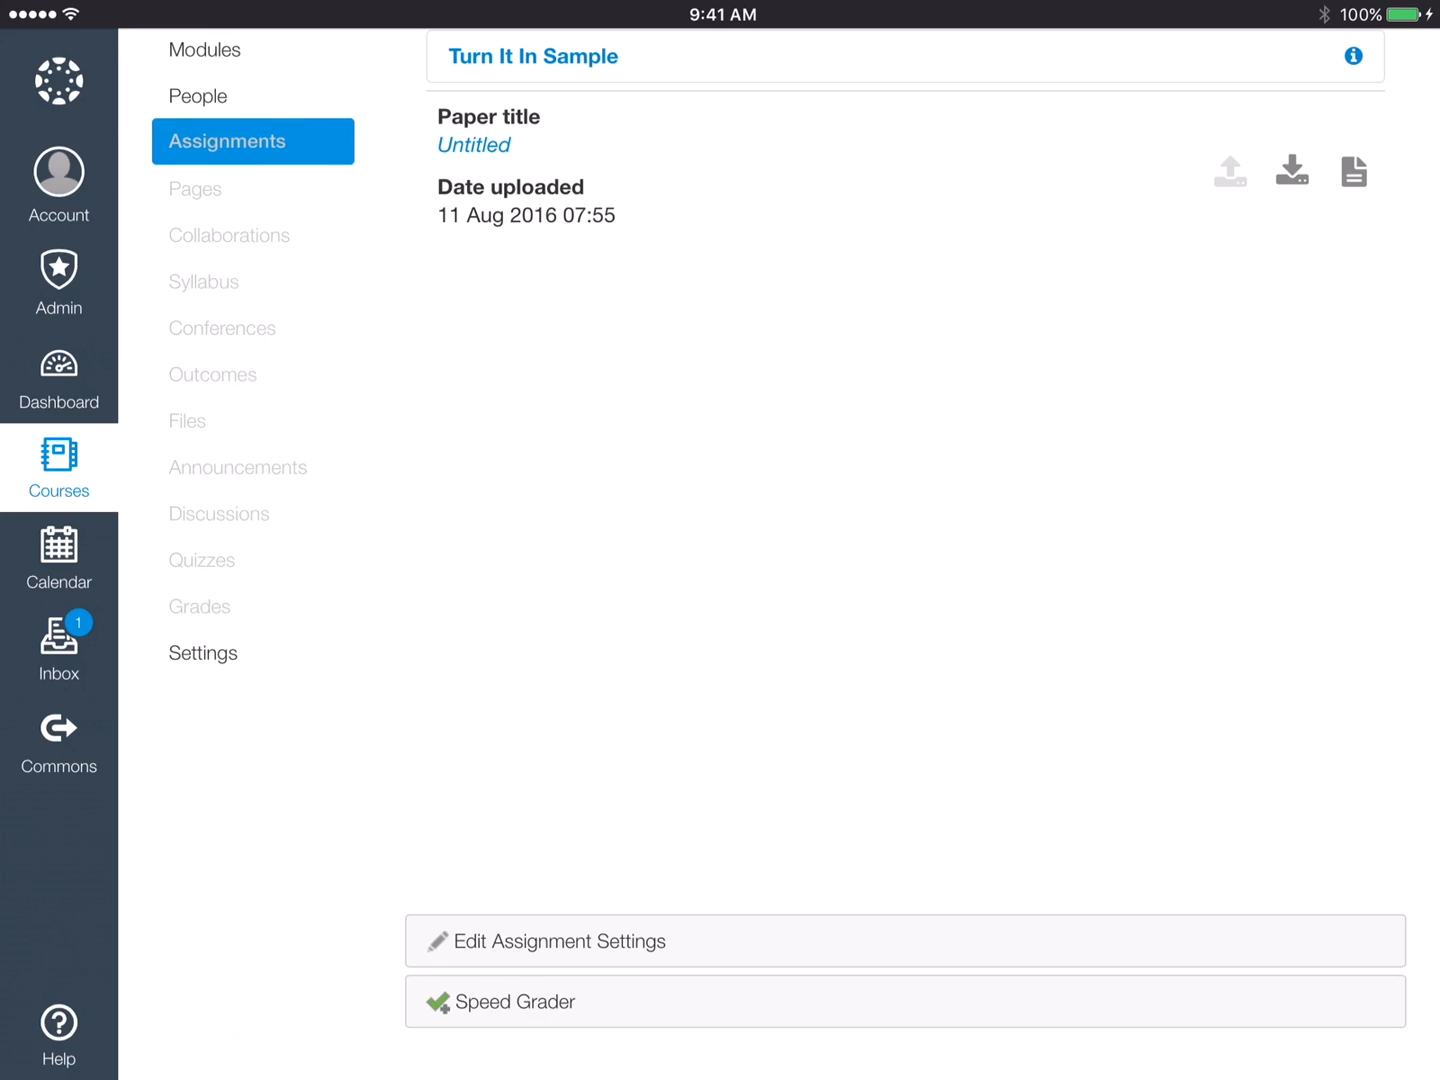 9:41 AM
100%
Account
Admin
Dashboard
Courses
Calendar
1
Inbox
Commons
Help
Modules
People
Assignments
Pages
Collaborations
Syllabus
Conferences
Outcomes
Files
Announcements
Discussions
Quizzes
Grades
Settings
Turn It In Sample
Paper title
Untitled
Date uploaded
11 Aug 2016 07:55
Edit Assignment Settings
Speed Grader